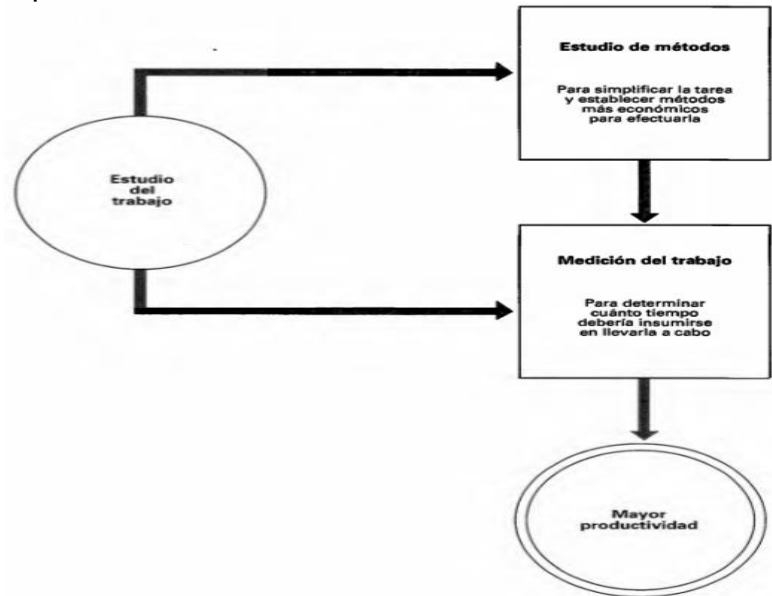 Estudio de métodos
Para simplificar la tarea
y establecer métodos
más económicos
para efectuarla
Estudio
del
trabajo
Medición del trabajo
Para determinar
cuánto tiempo
debería insumirse
en llevarla a cabo
Mayor
productividad